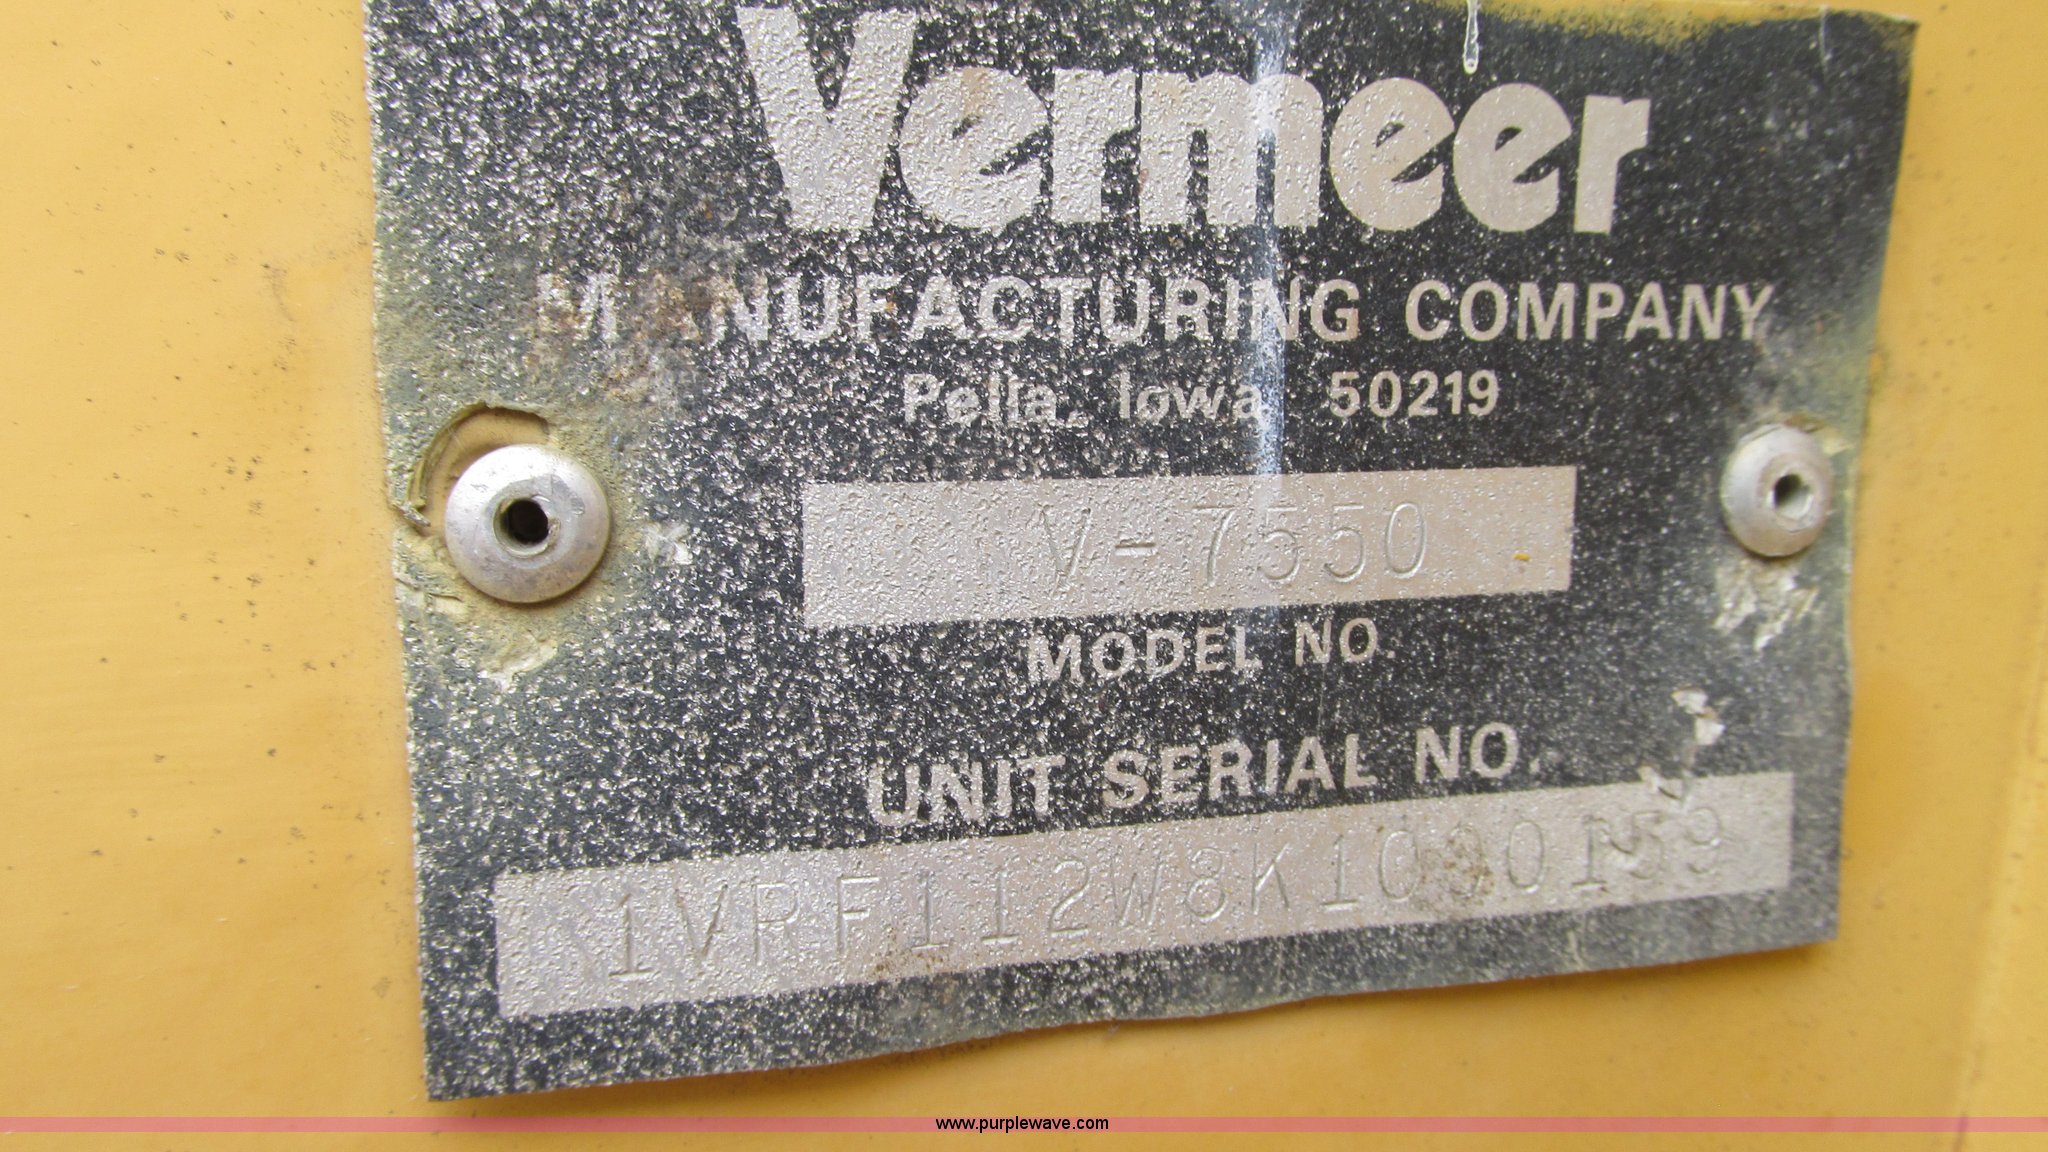 Vermeer
MANUFACTURING COMPANY
Pella, Iowa 50219
V-7550
MODEL NO.
UNIT SERIAL NO.
1VRF112W8K1000159
www.purplewave.com